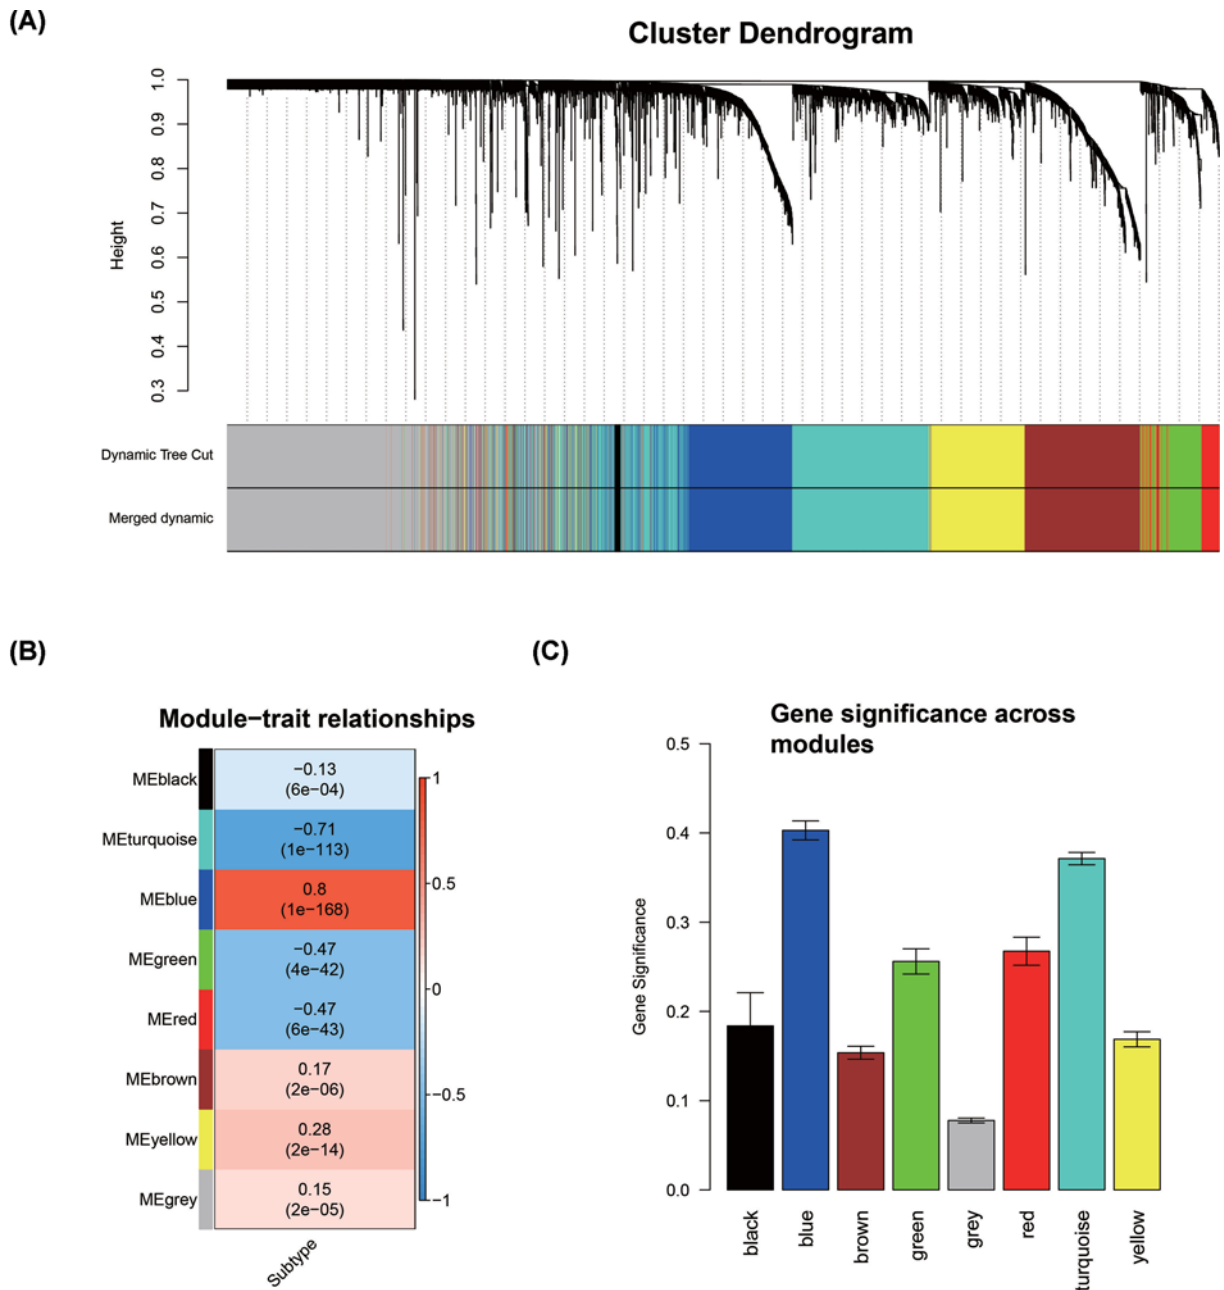 (A)
Cluster Dendrogram
1.0
0.9
0.8
0.7
0.6
0.5
0.4
0.3
Height
Dynamic Tree Cut
Merged dynamic
(B)
Module−trait relationships
MEblack
−0.13
(6e−04)
MEturquoise
−0.71
(1e−113)
MEblue
0.8
(1e−168)
MEgreen
−0.47
(4e−42)
MEred
−0.47
(6e−43)
MEbrown
0.17
(2e−06)
MEyellow
0.28
(2e−14)
MEgrey
0.15
(2e−05)
1
0.5
0
−0.5
−1
Subtype
(C)
Gene significance across
modules
0.5
0.4
0.3
0.2
0.1
0.0
Gene Significance
black
blue
brown
green
grey
red
turquoise
yellow